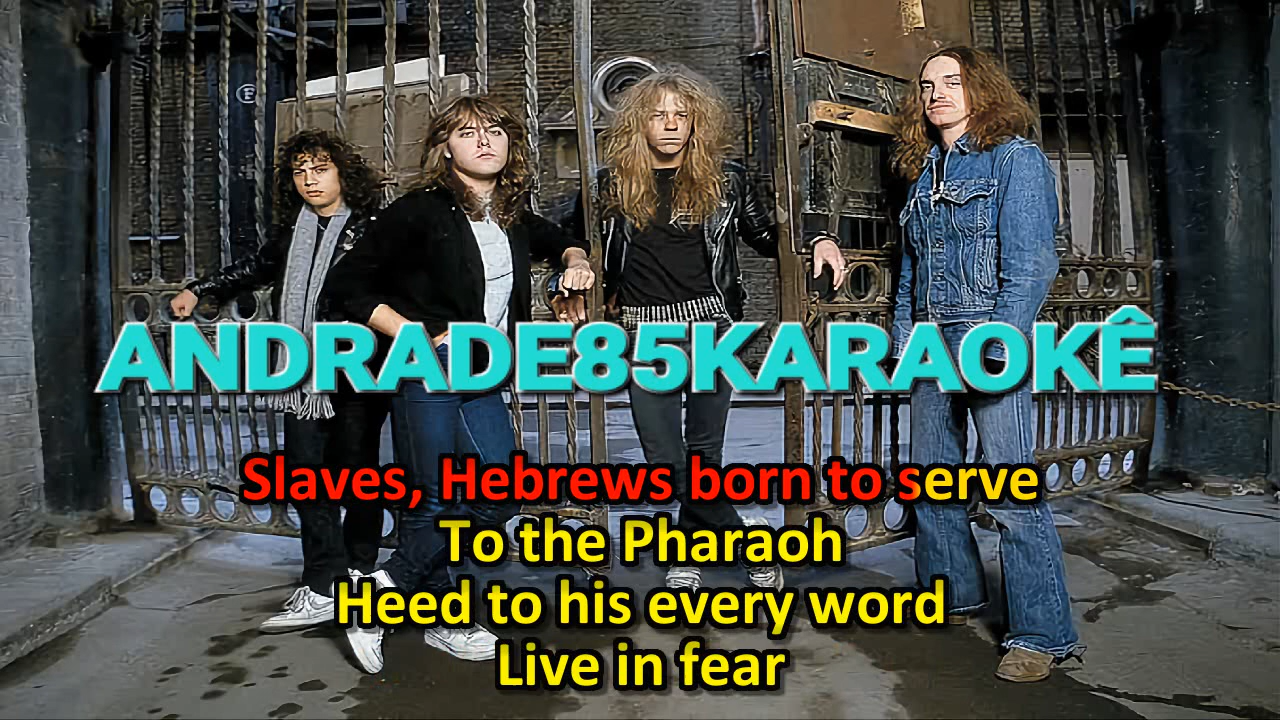 ANDRADE85KARAOKÊ
Slaves, Hebrews born to serve
To the Pharaoh
Heed to his every word
Live in fear